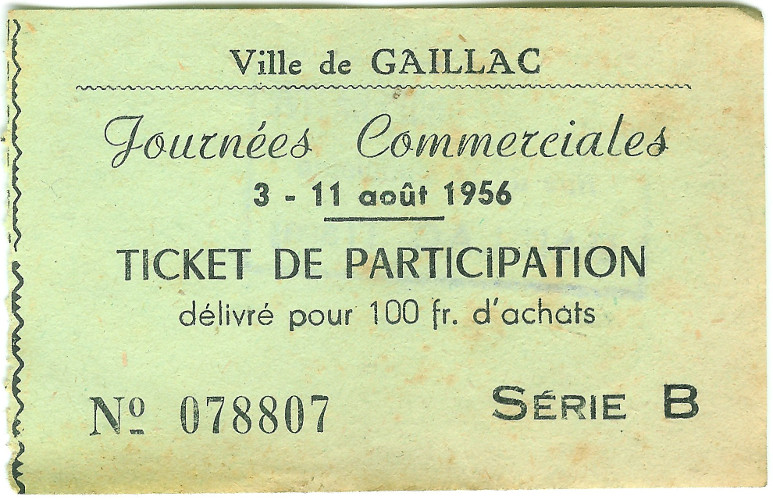 Ville de GAILLAC
Journées Commerciales
3 - 11 août 1956
TICKET DE PARTICIPATION
délivré pour 100 fr. d'achats
Nº 078807 SÉRIE B